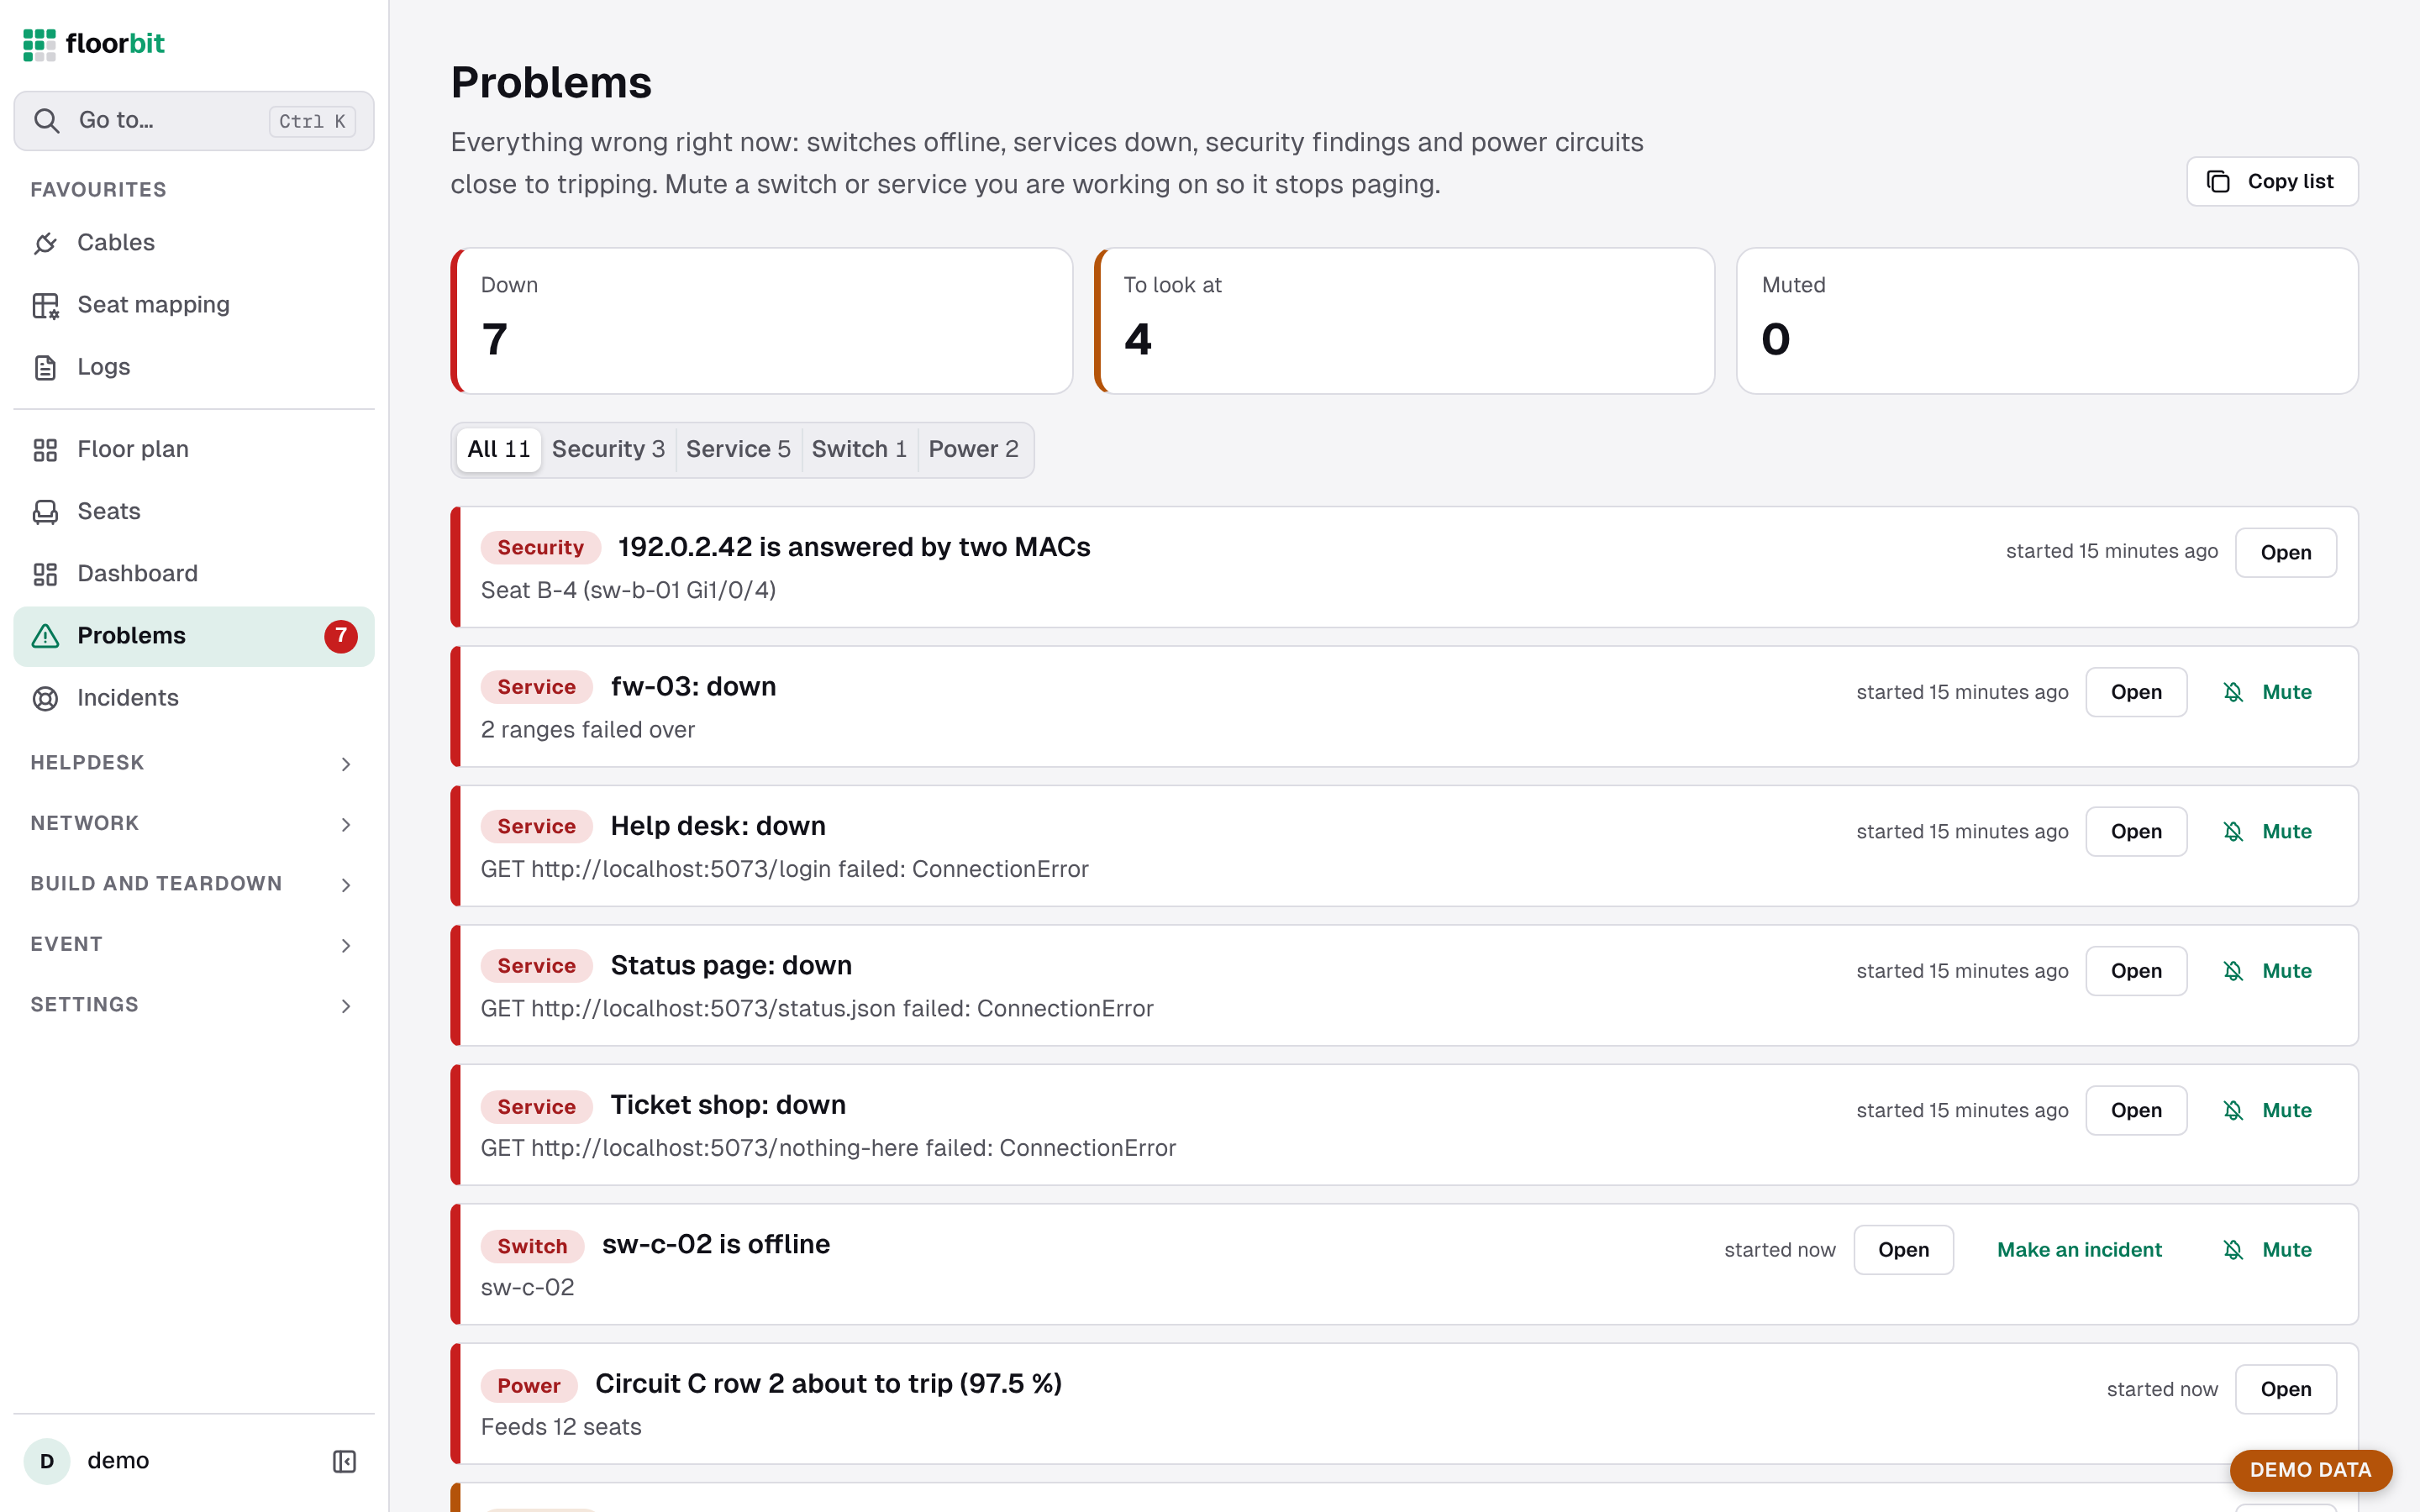 floorbit
Go to...
Ctrl K
FAVOURITES
Cables
Seat mapping
Logs
Floor plan
Seats
Dashboard
Problems
7
Incidents
HELPDESK
NETWORK
BUILD AND TEARDOWN
EVENT
SETTINGS
D
demo
Problems
Everything wrong right now: switches offline, services down, security findings and power circuits
close to tripping. Mute a switch or service you are working on so it stops paging.
Copy list
Down
7
To look at
4
Muted
0
All 11
Security 3
Service 5
Switch 1
Power 2
Security 192.0.2.42 is answered by two MACs
started 15 minutes ago
Open
Seat B-4 (sw-b-01 Gi1/0/4)
Service fw-03: down
started 15 minutes ago
Open
Mute
2 ranges failed over
Service Help desk: down
started 15 minutes ago
Open
Mute
GET http://localhost:5073/login failed: ConnectionError
Service Status page: down
started 15 minutes ago
Open
Mute
GET http://localhost:5073/status.json failed: ConnectionError
Service Ticket shop: down
started 15 minutes ago
Open
Mute
GET http://localhost:5073/nothing-here failed: ConnectionError
Switch sw-c-02 is offline
started now
Open
Make an incident
Mute
sw-c-02
Power Circuit C row 2 about to trip (97.5 %)
started now
Open
Feeds 12 seats
DEMO DATA